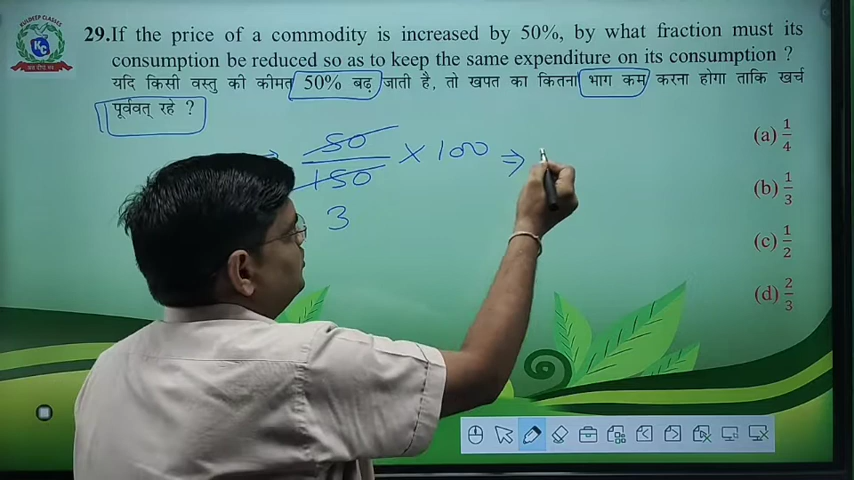 KULDEEP CLASSES
KC
29.If the price of a commodity is increased by 50%, by what fraction must its
consumption be reduced so as to keep the same expenditure on its consumption ?
यदि किसी वस्तु की कीमत 50% बढ़ जाती है, तो खपत का कितना भाग कम करना होगा ताकि खर्च
पूर्ववत् रहे ?
⇒ 50/150 × 100 ⇒
3
(a) 1/4
(b) 1/3
(c) 1/2
(d) 2/3